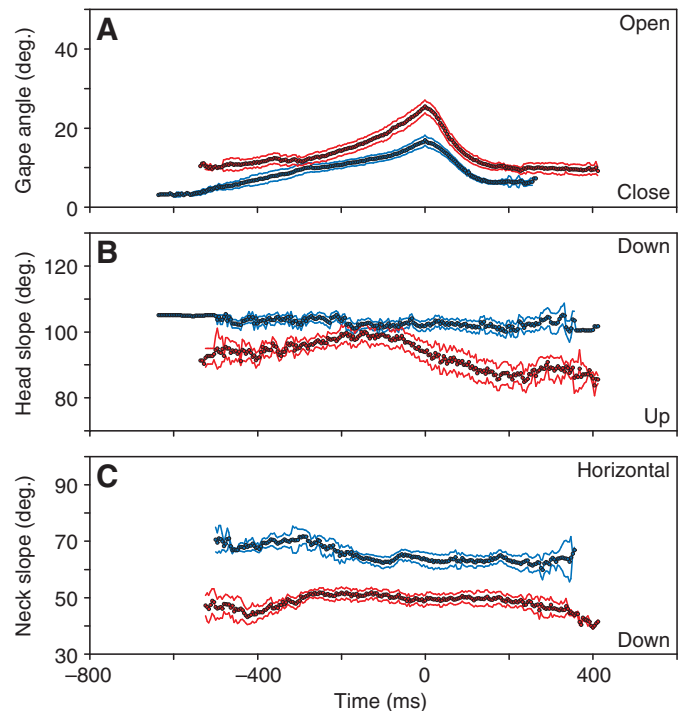 A
Open
Gape angle (deg.)
40
20
0
Close
B
Down
Head slope (deg.)
120
100
80
Up
C
Horizontal
Neck slope (deg.)
90
70
50
30
Down
–800 –400 0 400
Time (ms)